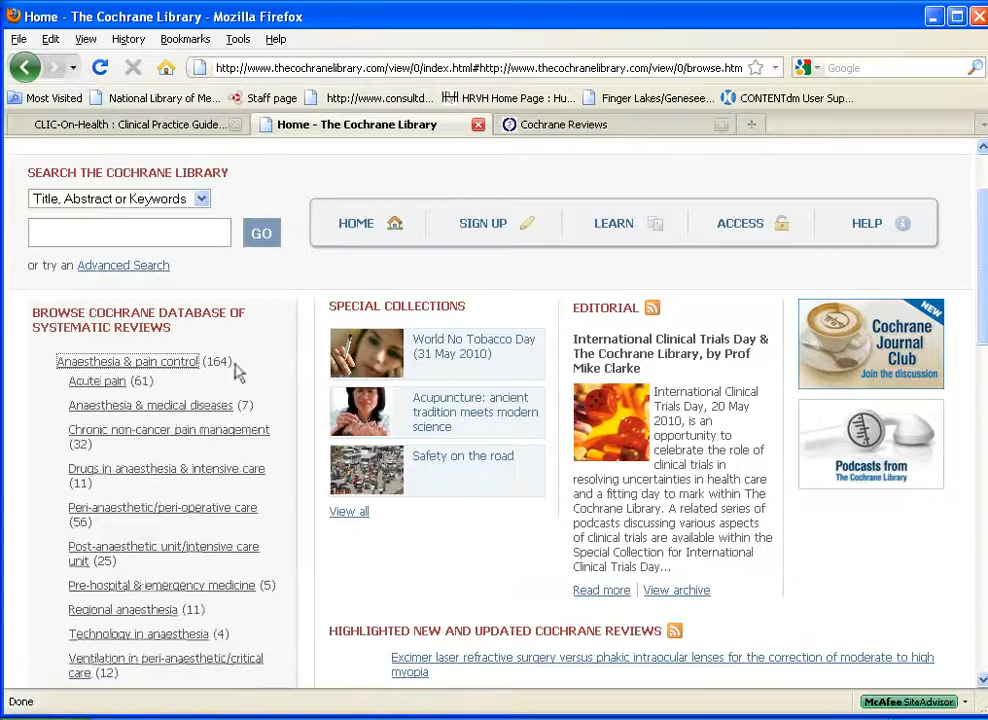 Home - The Cochrane Library - Mozilla Firefox
File Edit View History Bookmarks Tools Help
http://www.thecochranelibrary.com/view/0/index.html#http://www.thecochranelibrary.com/view/0/browse.htm
Google
Most Visited National Library of Me... Staff page http://www.consultd... HRVH Home Page : Hu... Finger Lakes/Genesee... CONTENTdm User Sup...
CLIC-On-Health : Clinical Practice Guide... Home - The Cochrane Library Cochrane Reviews
SEARCH THE COCHRANE LIBRARY
Title, Abstract or Keywords
GO
or try an Advanced Search
HOME SIGN UP LEARN ACCESS HELP
BROWSE COCHRANE DATABASE OF
SYSTEMATIC REVIEWS
Anaesthesia & pain control (164)
Acute pain (61)
Anaesthesia & medical diseases (7)
Chronic non-cancer pain management
(32)
Drugs in anaesthesia & intensive care
(11)
Peri-anaesthetic/peri-operative care
(56)
Post-anaesthetic unit/intensive care
unit (25)
Pre-hospital & emergency medicine (5)
Regional anaesthesia (11)
Technology in anaesthesia (4)
Ventilation in peri-anaesthetic/critical
care (12)
SPECIAL COLLECTIONS
World No Tobacco Day
(31 May 2010)
Acupuncture: ancient
tradition meets modern
science
Safety on the road
View all
EDITORIAL
International Clinical Trials Day &
The Cochrane Library, by Prof
Mike Clarke
International Clinical
Trials Day, 20 May
2010, is an
opportunity to
celebrate the role of
clinical trials in
resolving uncertainties in health care
and a fitting day to mark within The
Cochrane Library. A related series of
podcasts discussing various aspects
of clinical trials are available within the
Special Collection for International
Clinical Trials Day...
Read more | View archive
NEW
Cochrane
Journal
Club
Join the discussion
Podcasts from
The Cochrane Library
HIGHLIGHTED NEW AND UPDATED COCHRANE REVIEWS
Excimer laser refractive surgery versus phakic intraocular lenses for the correction of moderate to high
myopia
Done
McAfee SiteAdvisor